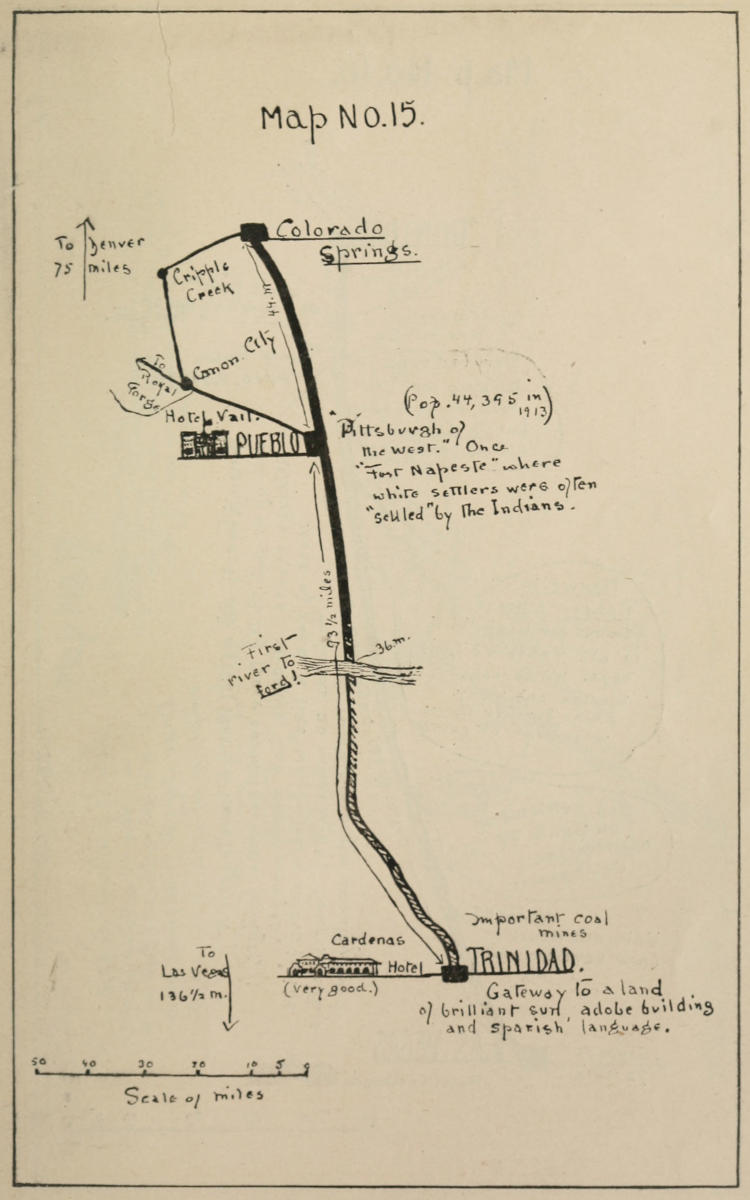 Map No. 15.
Colorado
Springs.
To Denver
75 miles
Cripple
Creek
44 m.
Canon City
To
Royal
Gorge
Hotel Vail.
PUEBLO
(Pop. 44,395 in
1913)
"Pittsburgh of
the west." Once
"Fort Napeste" where
white settlers were often
"settled" by the Indians.
93 1/2 miles
36 m.
First
river to
ford!
Important coal
mines
Cardenas
Hotel
(very good.)
TRINIDAD.
To
Las Vegas
136 1/2 m.
Gateway to a land
of brilliant sun, adobe building
and spanish language.
50 40 30 20 10 5 0
Scale of miles